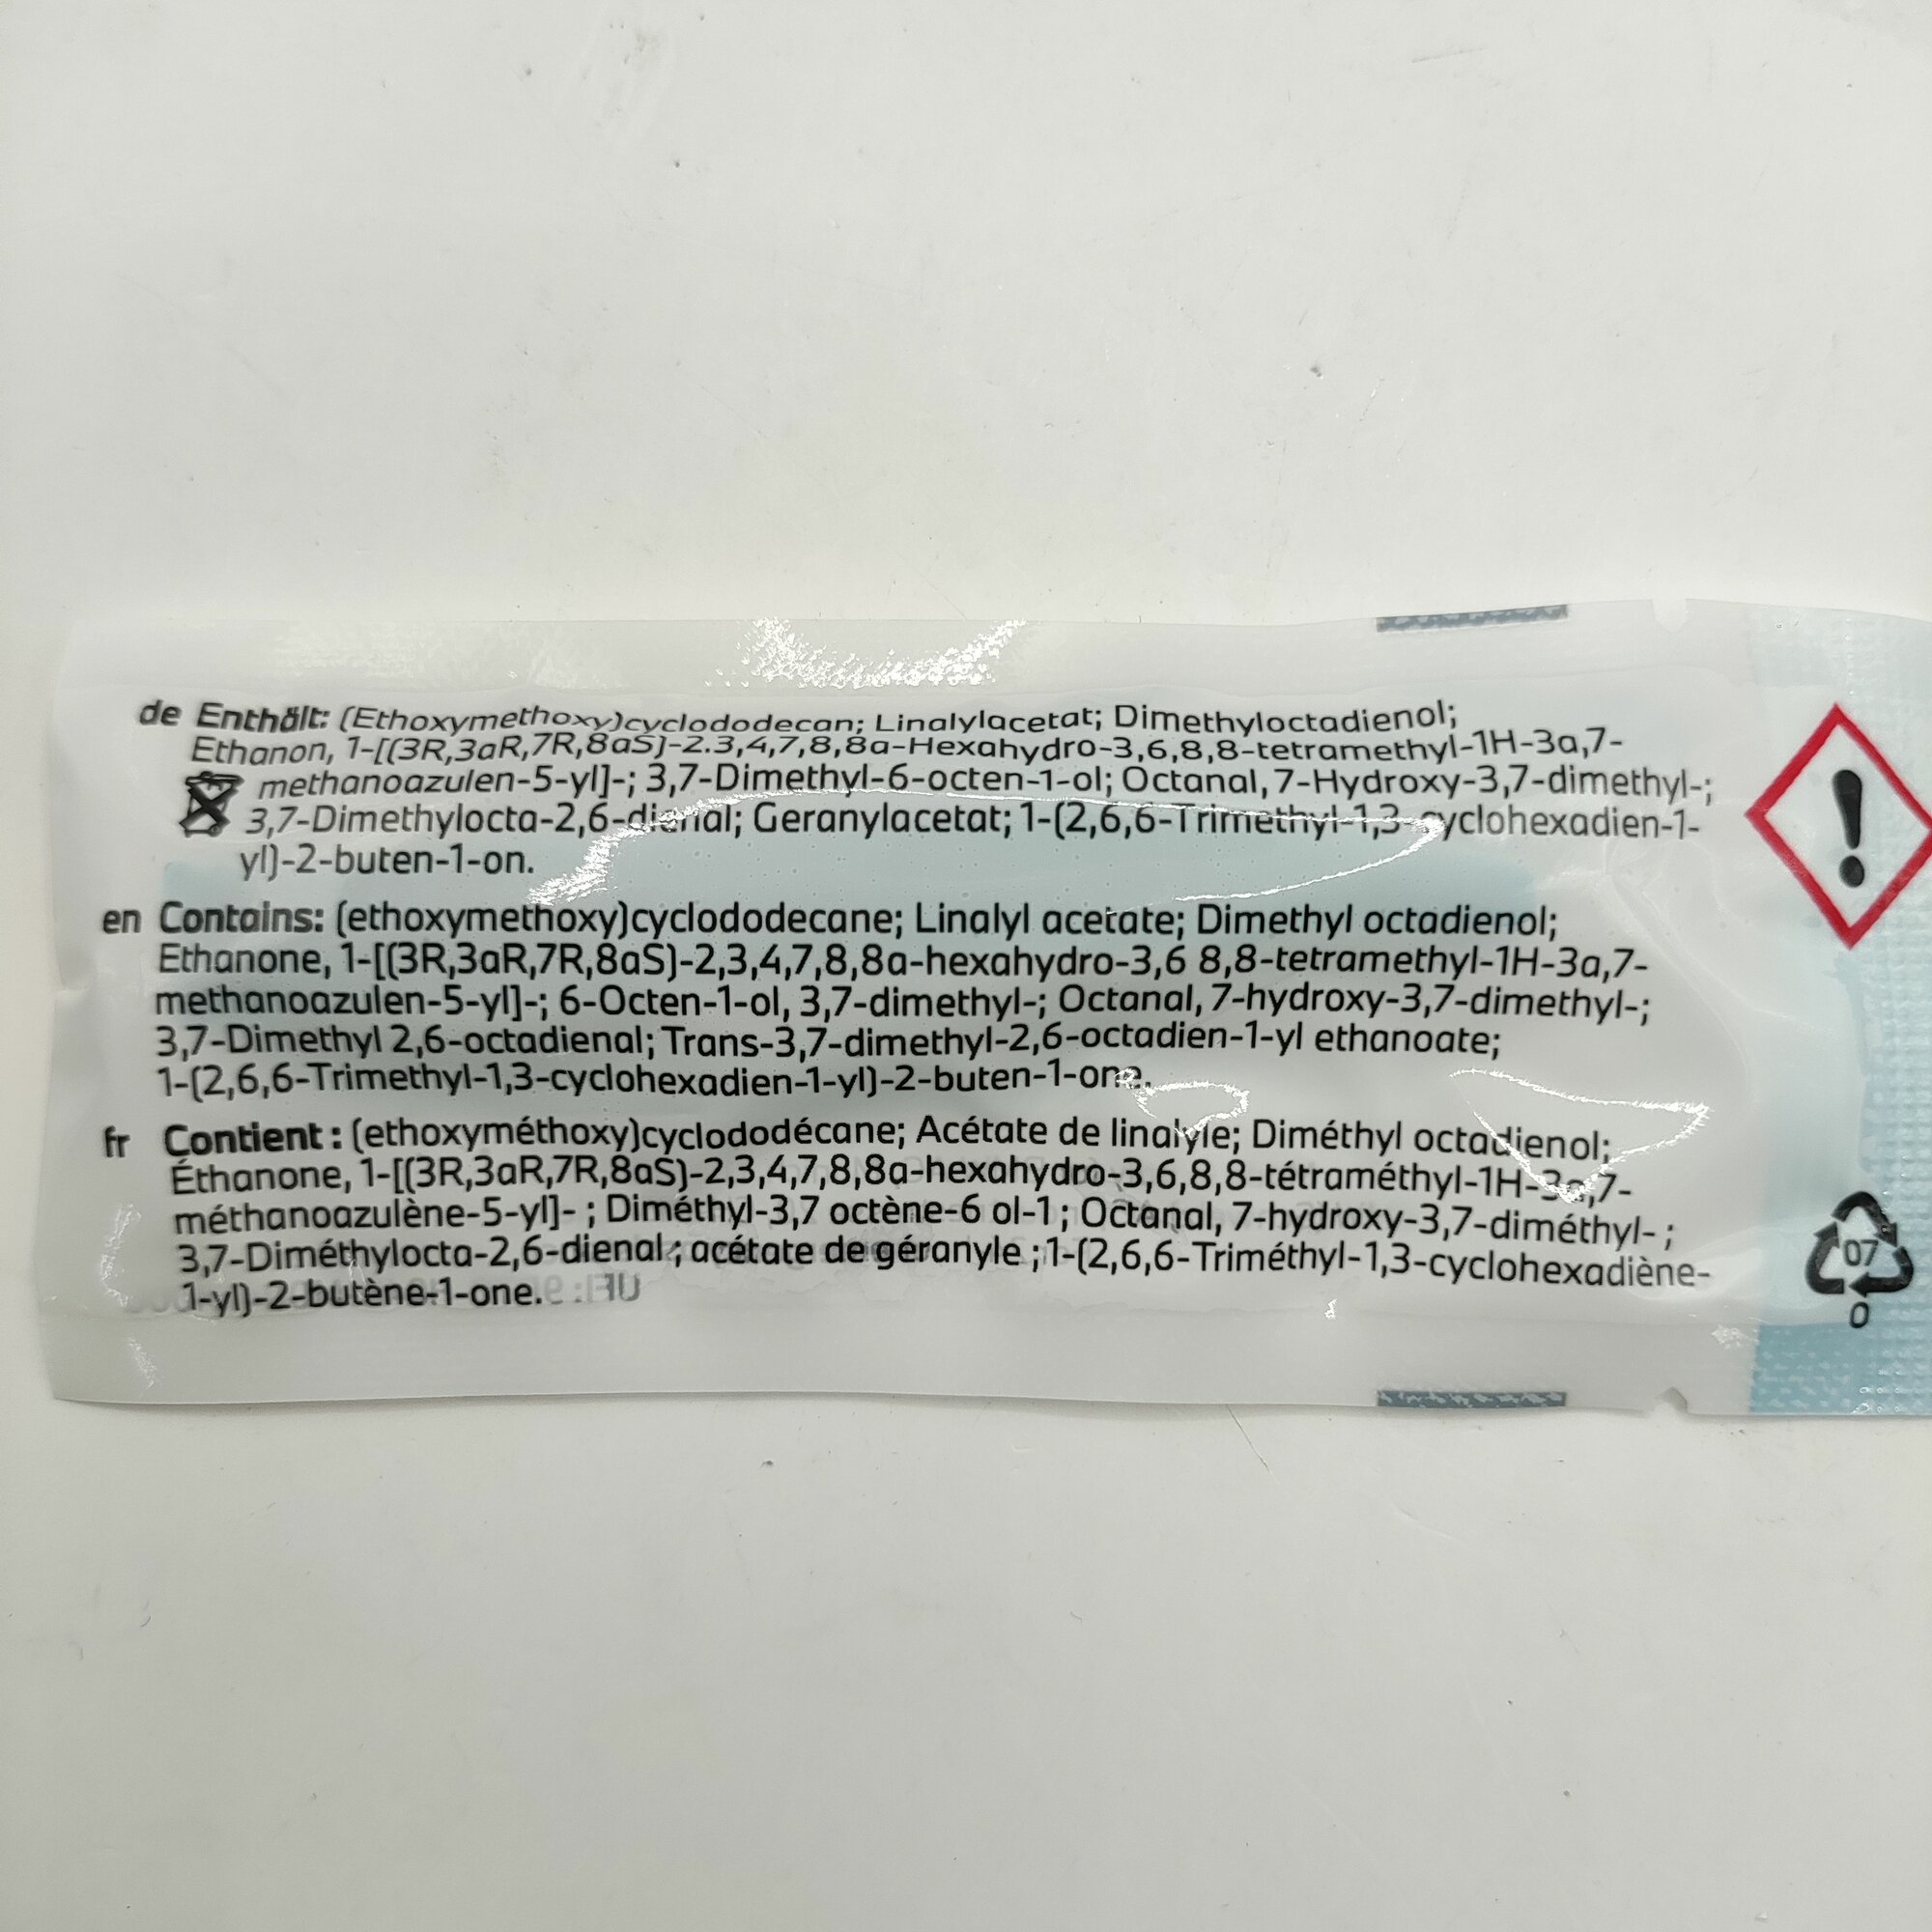 de Enthält: (Ethoxymethoxy)cyclododecan; Linalylacetat; Dimethyloctadienol;
Ethanon, 1-[(3R,3aR,7R,8aS)-2.3,4,7,8,8a-Hexahydro-3,6,8,8-tetramethyl-1H-3a,7-
methanoazulen-5-yl]-; 3,7-Dimethyl-6-octen-1-ol; Octanal, 7-Hydroxy-3,7-dimethyl-;
3,7-Dimethylocta-2,6-dienal; Geranylacetat; 1-(2,6,6-Trimethyl-1,3-cyclohexadien-1-
yl)-2-buten-1-on.
en Contains: (ethoxymethoxy)cyclododecane; Linalyl acetate; Dimethyl octadienol;
Ethanone, 1-[(3R,3aR,7R,8aS)-2,3,4,7,8,8a-hexahydro-3,6 8,8-tetramethyl-1H-3a,7-
methanoazulen-5-yl]-; 6-Octen-1-ol, 3,7-dimethyl-; Octanal, 7-hydroxy-3,7-dimethyl-;
3,7-Dimethyl 2,6-octadienal; Trans-3,7-dimethyl-2,6-octadien-1-yl ethanoate;
1-(2,6,6-Trimethyl-1,3-cyclohexadien-1-yl)-2-buten-1-one.
fr Contient : (ethoxyméthoxy)cyclododécane; Acétate de linalyle; Diméthyl octadienol;
Éthanone, 1-[(3R,3aR,7R,8aS)-2,3,4,7,8,8a-hexahydro-3,6,8,8-tétraméthyl-1H-3a,7-
méthanoazulène-5-yl]- ; Diméthyl-3,7 octène-6 ol-1 ; Octanal, 7-hydroxy-3,7-diméthyl- ;
3,7-Diméthylocta-2,6-dienal ; acétate de géranyle ; 1-(2,6,6-Triméthyl-1,3-cyclohexadiène-
1-yl)-2-butène-1-one.
07
O